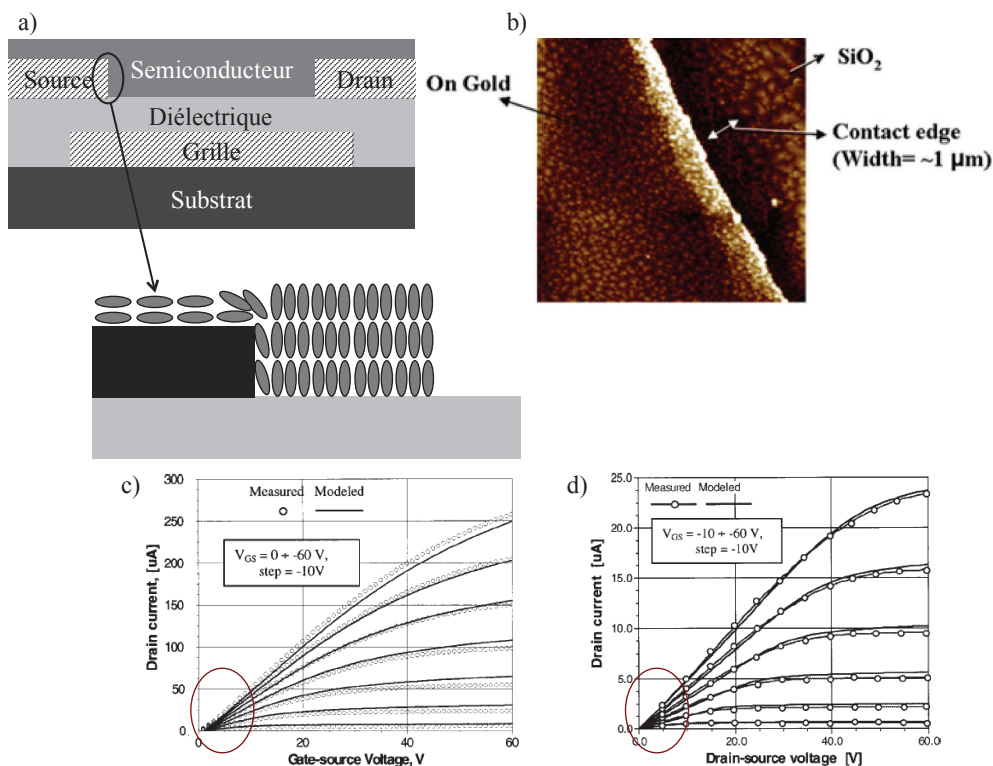 a)
Source
Semiconducteur
Drain
Diélectrique
Grille
Substrat
b)
On Gold
SiO₂
Contact edge
(Width= ~1 µm)
c)
Measured Modeled
V_GS = 0 ÷ -60 V,
step = -10V
Drain current, [uA]
300
250
200
150
100
50
0
0 20 40 60
Gate-source Voltage, V
d)
Measured Modeled
V_GS = -10 ÷ -60 V,
step = -10V
Drain current [uA]
25.0
20.0
15.0
10.0
5.0
0.0
0.0 20.0 40.0 60.0
Drain-source voltage [V]